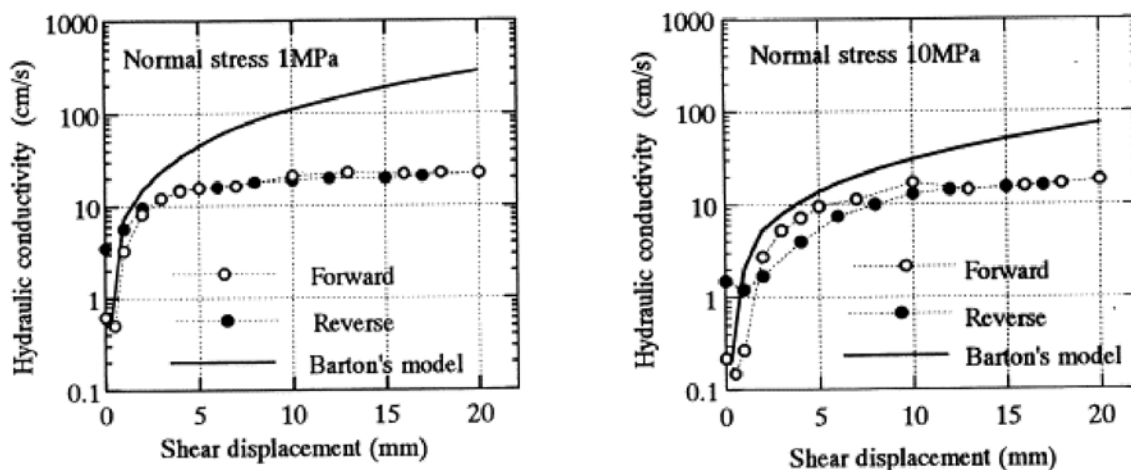 Hydraulic conductivity (cm/s)
1000
100
10
1
0.1
Normal stress 1MPa
Forward
Reverse
Barton's model
0 5 10 15 20
Shear displacement (mm)
Hydraulic conductivity (cm/s)
1000
100
10
1
0.1
Normal stress 10MPa
Forward
Reverse
Barton's model
0 5 10 15 20
Shear displacement (mm)